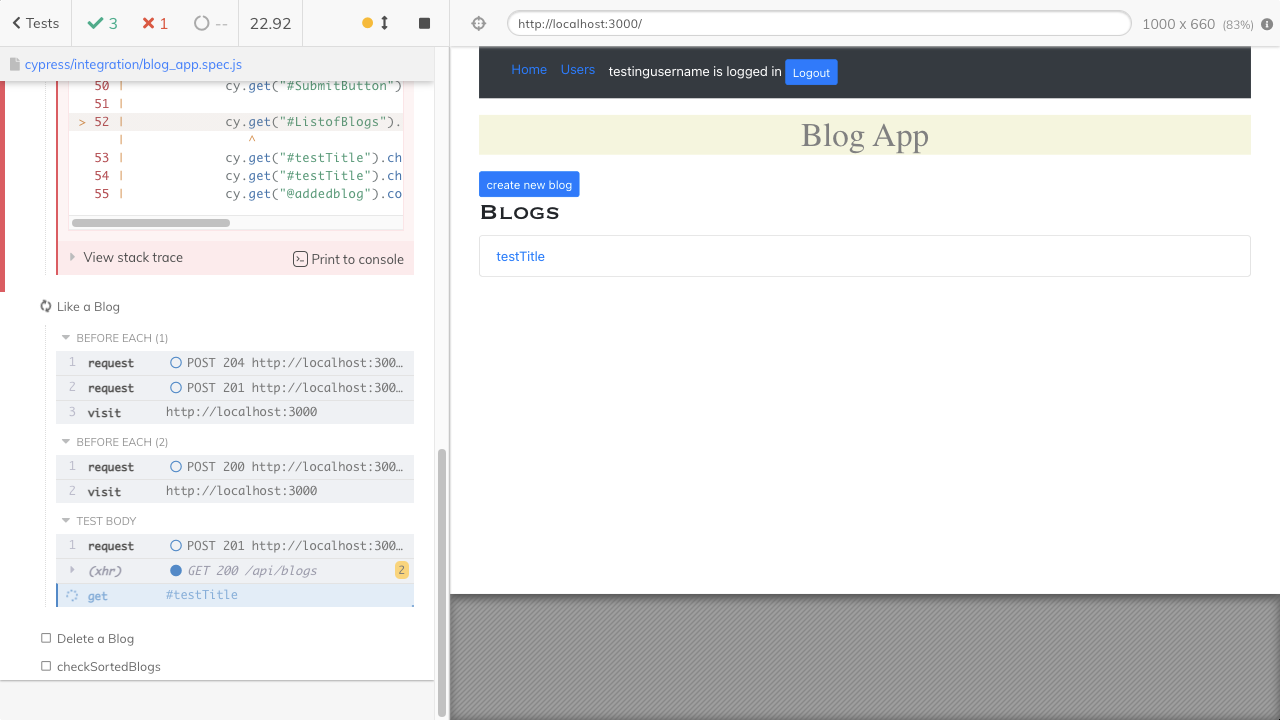 Tests
3
1
--
22.92
cypress/integration/blog_app.spec.js
50 | cy.get("#SubmitButton")
51 |
> 52 | cy.get("#ListofBlogs").
| ^
53 | cy.get("#testTitle").ch
54 | cy.get("#testTitle").ch
55 | cy.get("@addedblog").co
View stack trace
Print to console
Like a Blog
BEFORE EACH (1)
1 request POST 204 http://localhost:300…
2 request POST 201 http://localhost:300…
3 visit http://localhost:3000
BEFORE EACH (2)
1 request POST 200 http://localhost:300…
2 visit http://localhost:3000
TEST BODY
1 request POST 201 http://localhost:300…
(xhr) GET 200 /api/blogs 2
get #testTitle
Delete a Blog
checkSortedBlogs
http://localhost:3000/
1000 x 660 (83%)
Home Users testingusername is logged in Logout
Blog App
create new blog
Blogs
testTitle